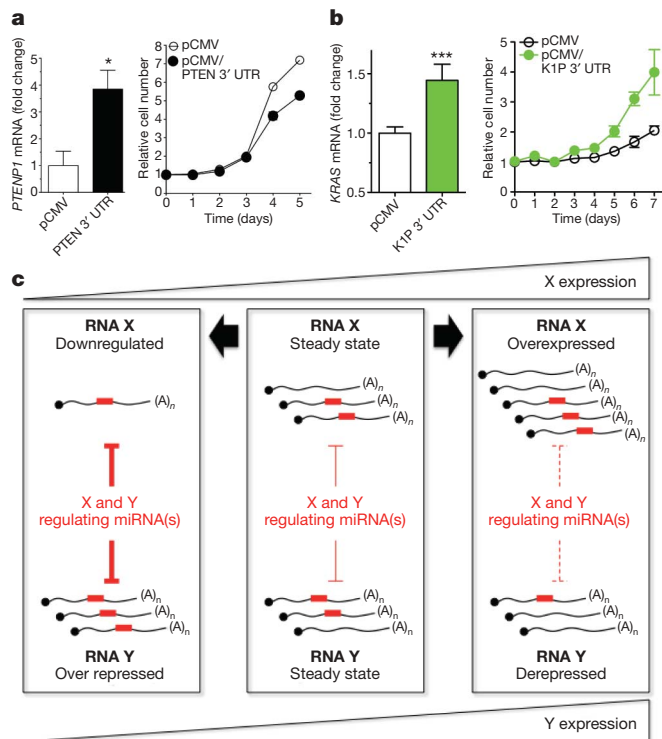 a
PTENP1 mRNA (fold change)
5
4
3
2
1
0
*
pCMV
PTEN 3′ UTR
pCMV
pCMV/
PTEN 3′ UTR
Relative cell number
8
7
6
5
4
3
2
1
0 1 2 3 4 5
Time (days)
b
KRAS mRNA (fold change)
1.5
1.0
0.5
***
pCMV
K1P 3′ UTR
pCMV
pCMV/
K1P 3′ UTR
Relative cell number
5
4
3
2
1
0
0 1 2 3 4 5 6 7
Time (days)
c
X expression
RNA X
Downregulated
(A)n
X and Y
regulating miRNA(s)
(A)n
(A)n
(A)n
RNA Y
Over repressed
RNA X
Steady state
(A)n
(A)n
(A)n
X and Y
regulating miRNA(s)
(A)n
(A)n
(A)n
RNA Y
Steady state
RNA X
Overexpressed
(A)n
(A)n
(A)n
(A)n
(A)n
X and Y
regulating miRNA(s)
(A)n
(A)n
(A)n
RNA Y
Derepressed
Y expression